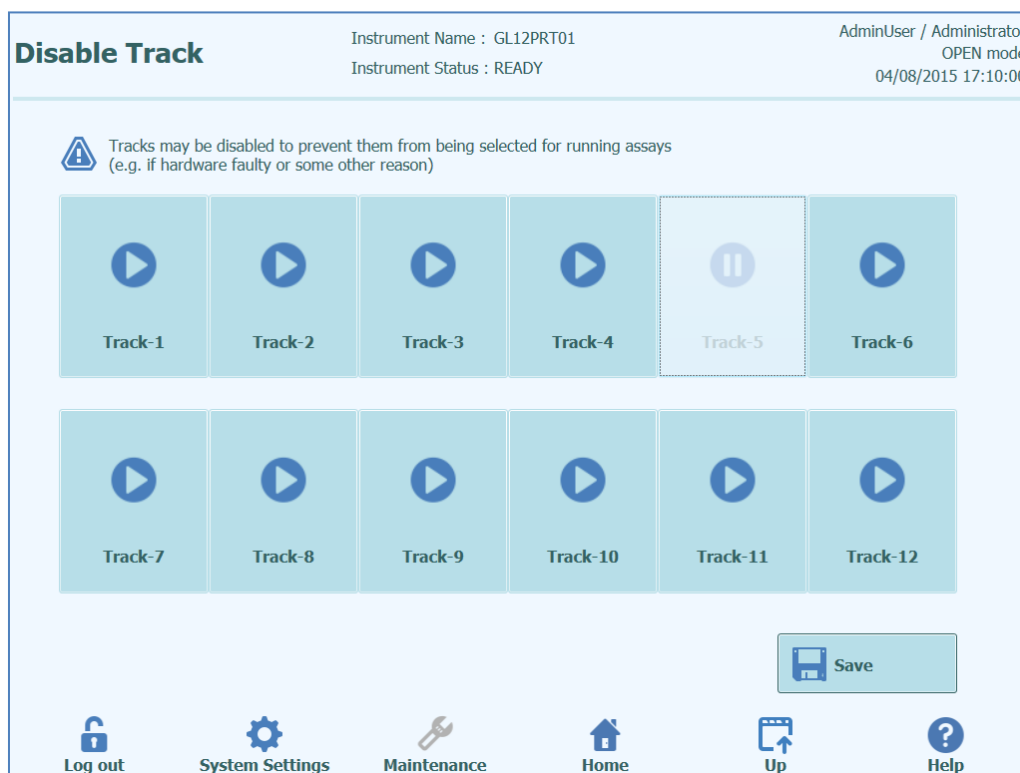 Disable Track
Instrument Name : GL12PRT01
Instrument Status : READY
AdminUser / Administrato
OPEN mode
04/08/2015 17:10:00
Tracks may be disabled to prevent them from being selected for running assays
(e.g. if hardware faulty or some other reason)
Track-1 Track-2 Track-3 Track-4 Track-5 Track-6
Track-7 Track-8 Track-9 Track-10 Track-11 Track-12
Save
Log out System Settings Maintenance Home Up Help